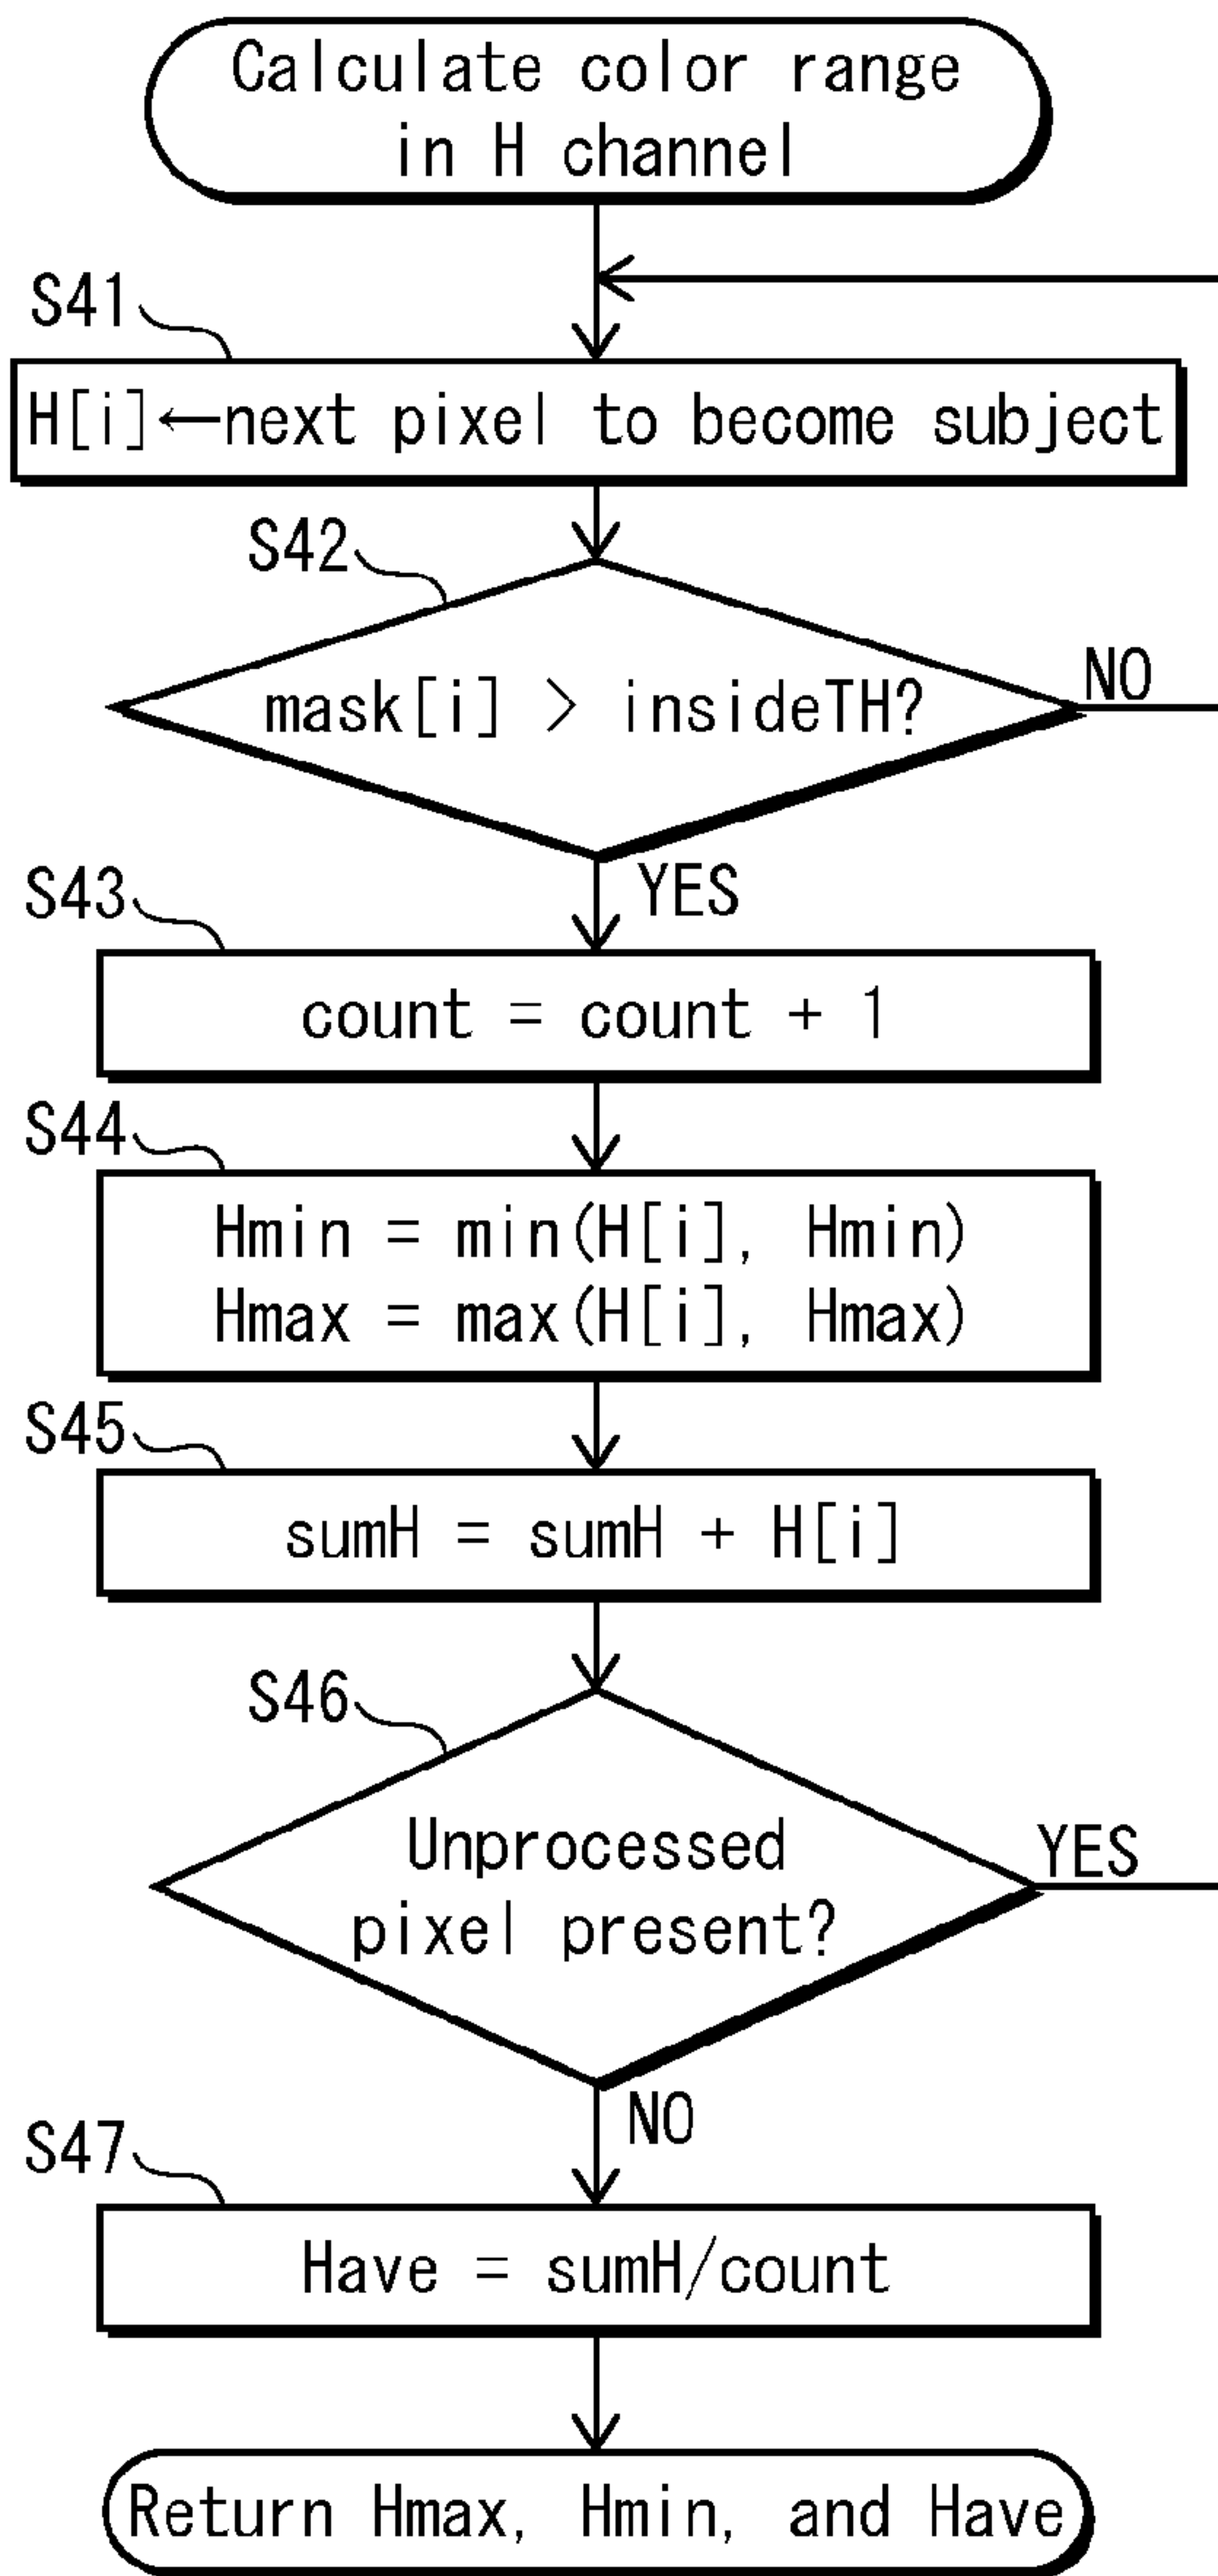 Calculate color range
in H channel
S41
H[i]←next pixel to become subject
S42
mask[i] > insideTH?
NO
YES
S43
count = count + 1
S44
Hmin = min(H[i], Hmin)
Hmax = max(H[i], Hmax)
S45
sumH = sumH + H[i]
S46
Unprocessed
pixel present?
YES
NO
S47
Have = sumH/count
Return Hmax, Hmin, and Have